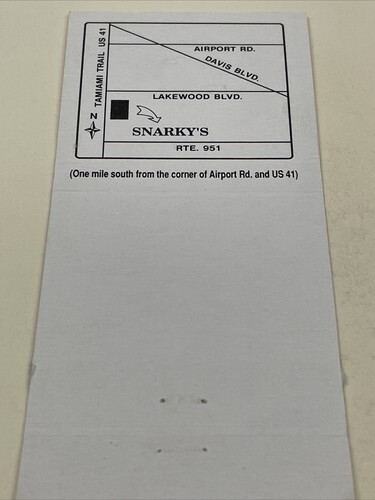 TAMIAMI TRAIL US 41
AIRPORT RD.
DAVIS BLVD.
LAKEWOOD BLVD.
N
SNARKY'S
RTE. 951
(One mile south from the corner of Airport Rd. and US 41)